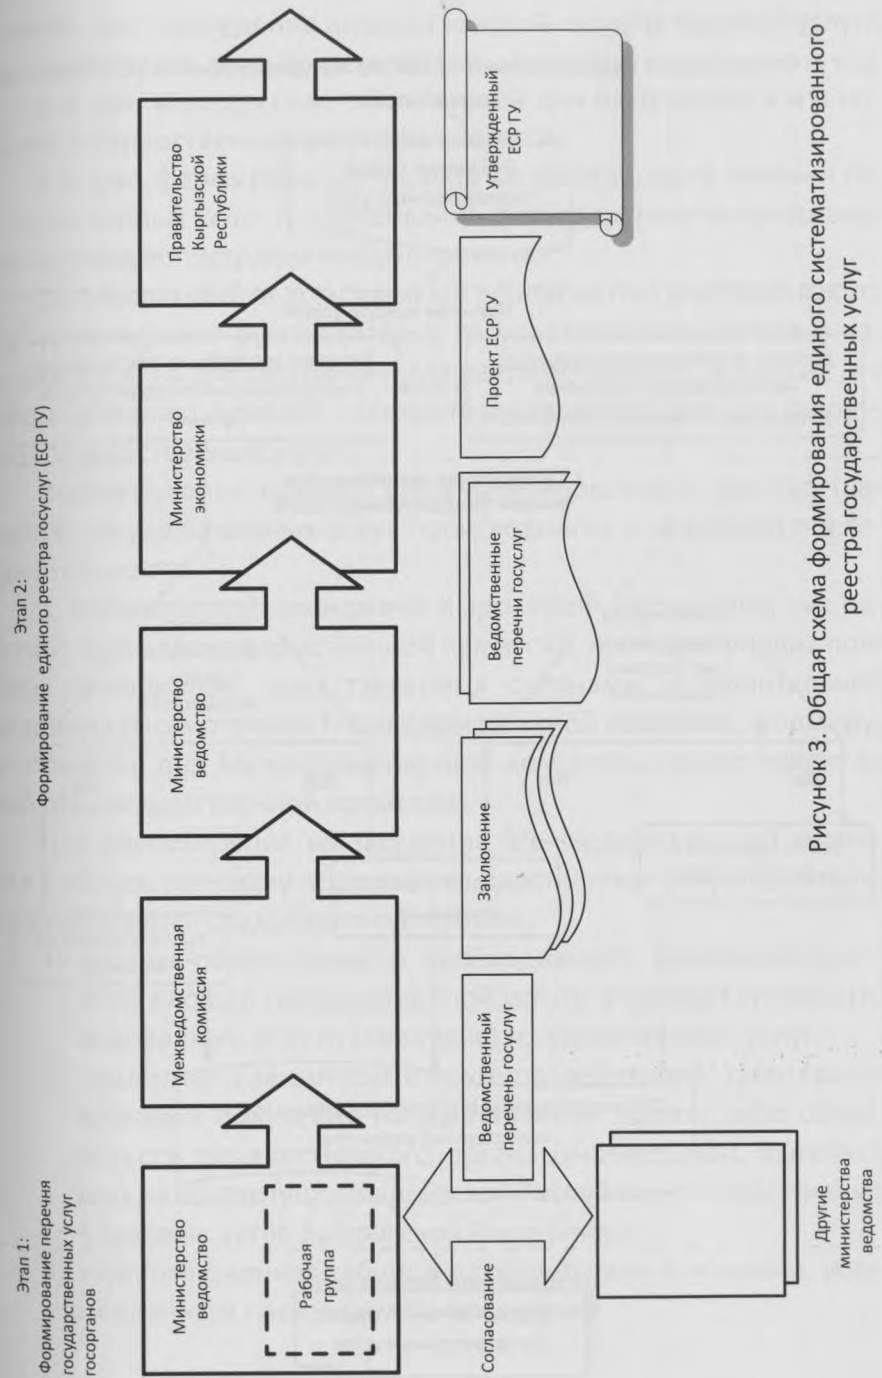 Этап 1:
Формирование перечня
государственных услуг
госорганов
Этап 2:
Формирование единого реестра госуслуг (ЕСР ГУ)
Министерство
ведомство
Рабочая
группа
Межведомственная
комиссия
Министерство
ведомство
Министерство
экономики
Правительство
Кыргызской
Республики
Согласование
Ведомственный
перечень госуслуг
Заключение
Ведомственные
перечни госуслуг
Проект ЕСРГУ
Утвержденный
ЕСР ГУ
Другие
министерства
ведомства
Рисунок 3. Общая схема формирования единого систематизированного
реестра государственных услуг